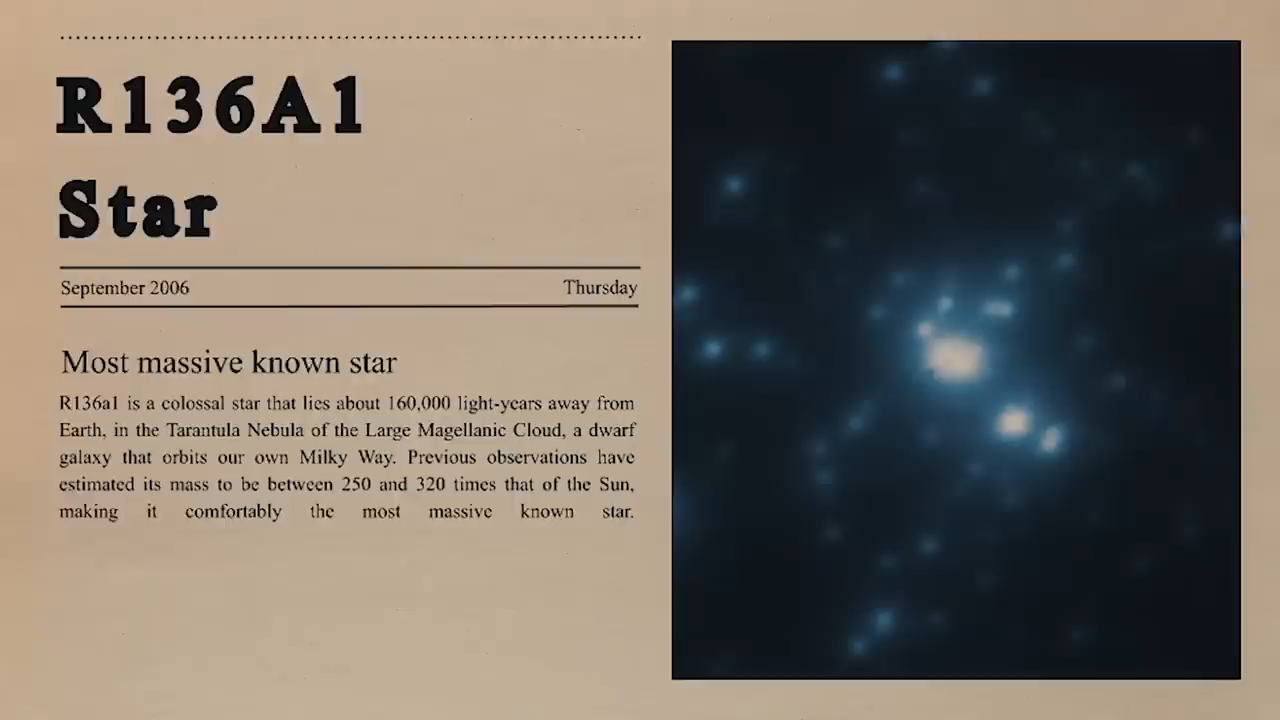 R136A1
Star
September 2006 Thursday
Most massive known star
R136a1 is a colossal star that lies about 160,000 light-years away from
Earth, in the Tarantula Nebula of the Large Magellanic Cloud, a dwarf
galaxy that orbits our own Milky Way. Previous observations have
estimated its mass to be between 250 and 320 times that of the Sun,
making it comfortably the most massive known star.